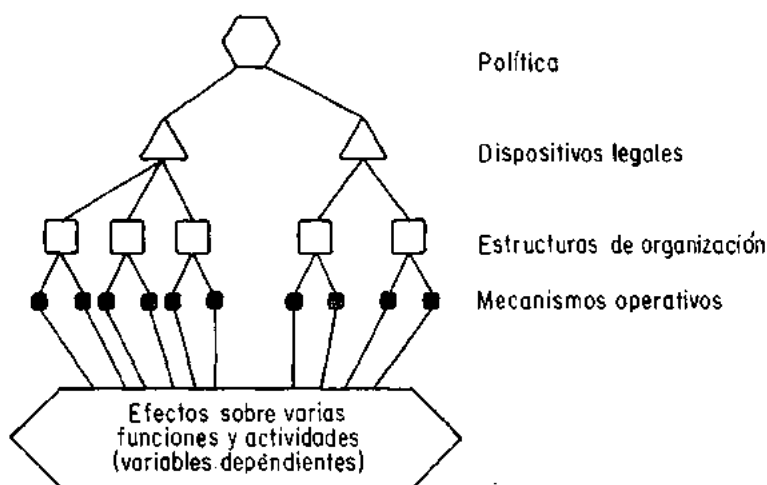 Política
Dispositivos legales
Estructuras de organización
Mecanismos operativos
Efectos sobre varias
funciones y actividades
(variables dependientes)